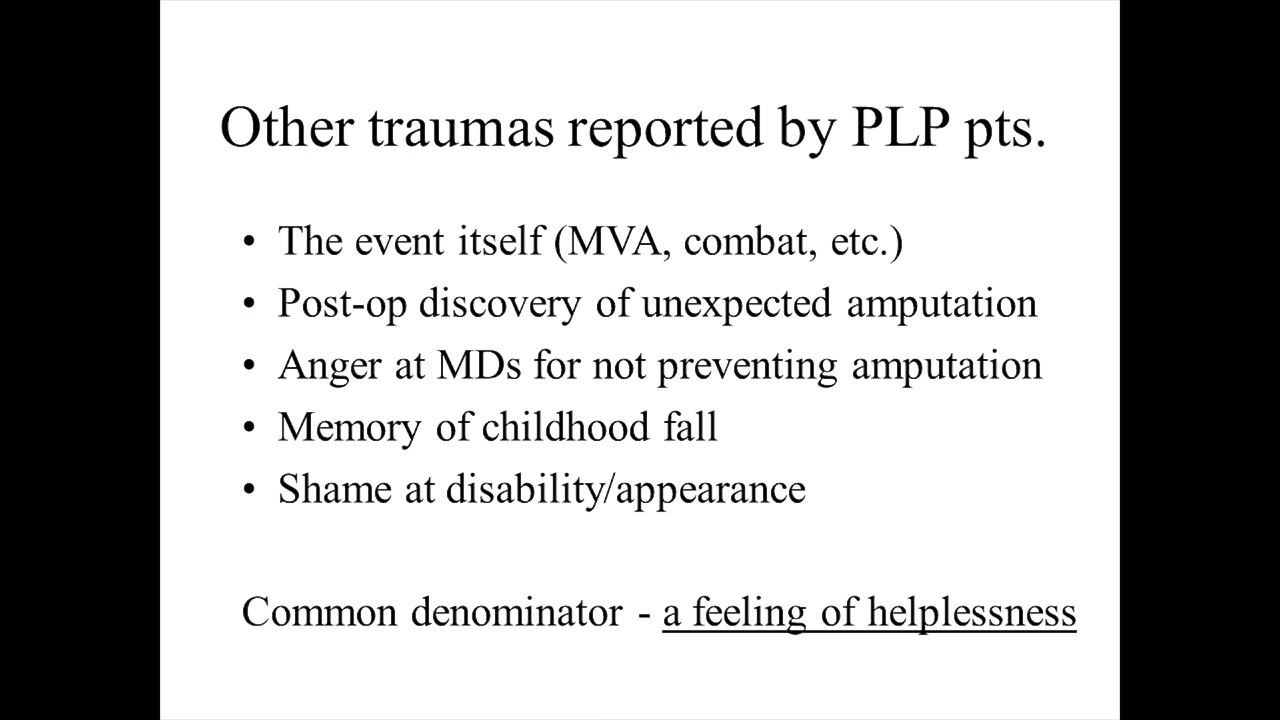 Other traumas reported by PLP pts.
• The event itself (MVA, combat, etc.)
• Post-op discovery of unexpected amputation
• Anger at MDs for not preventing amputation
• Memory of childhood fall
• Shame at disability/appearance
Common denominator - a feeling of helplessness